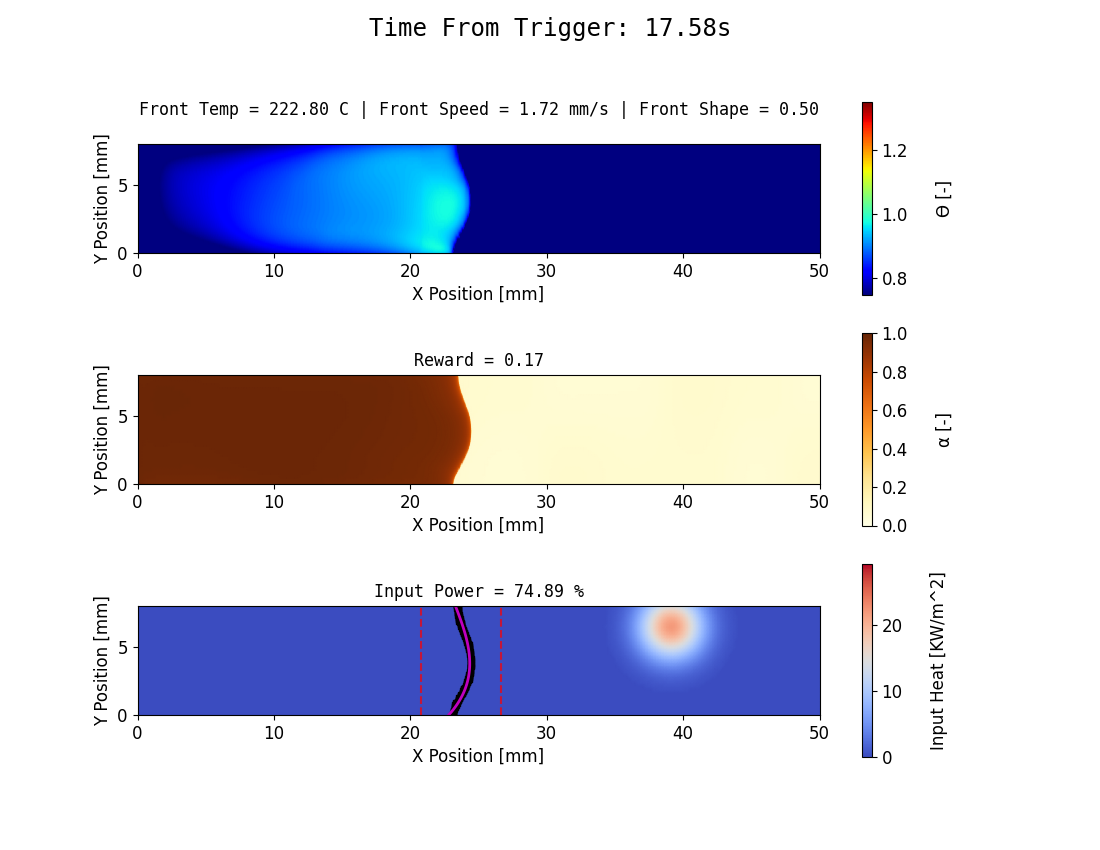 Time From Trigger: 17.58s
Front Temp = 222.80 C | Front Speed = 1.72 mm/s | Front Shape = 0.50
Y Position [mm]
5
0
0 10 20 30 40 50
X Position [mm]
1.2
1.0
0.8
Θ [-]
Reward = 0.17
Y Position [mm]
5
0
0 10 20 30 40 50
X Position [mm]
1.0
0.8
0.6
0.4
0.2
0.0
α [-]
Input Power = 74.89 %
Y Position [mm]
5
0
0 10 20 30 40 50
X Position [mm]
20
10
0
Input Heat [KW/m^2]